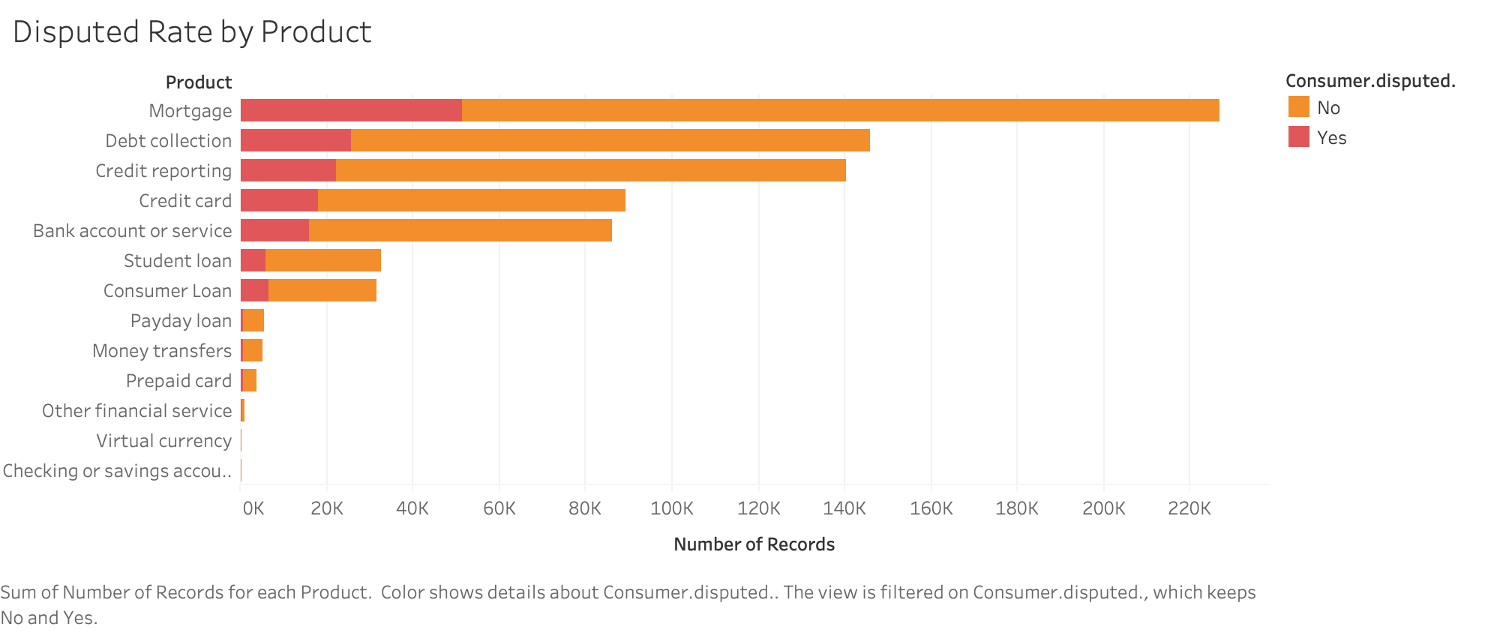 Disputed Rate by Product
Product
Consumer.disputed.
No
Yes
Mortgage
Debt collection
Credit reporting
Credit card
Bank account or service
Student loan
Consumer Loan
Payday loan
Money transfers
Prepaid card
Other financial service
Virtual currency
Checking or savings accou..
0K 20K 40K 60K 80K 100K 120K 140K 160K 180K 200K 220K
Number of Records
Sum of Number of Records for each Product.  Color shows details about Consumer.disputed.. The view is filtered on Consumer.disputed., which keeps
No and Yes.